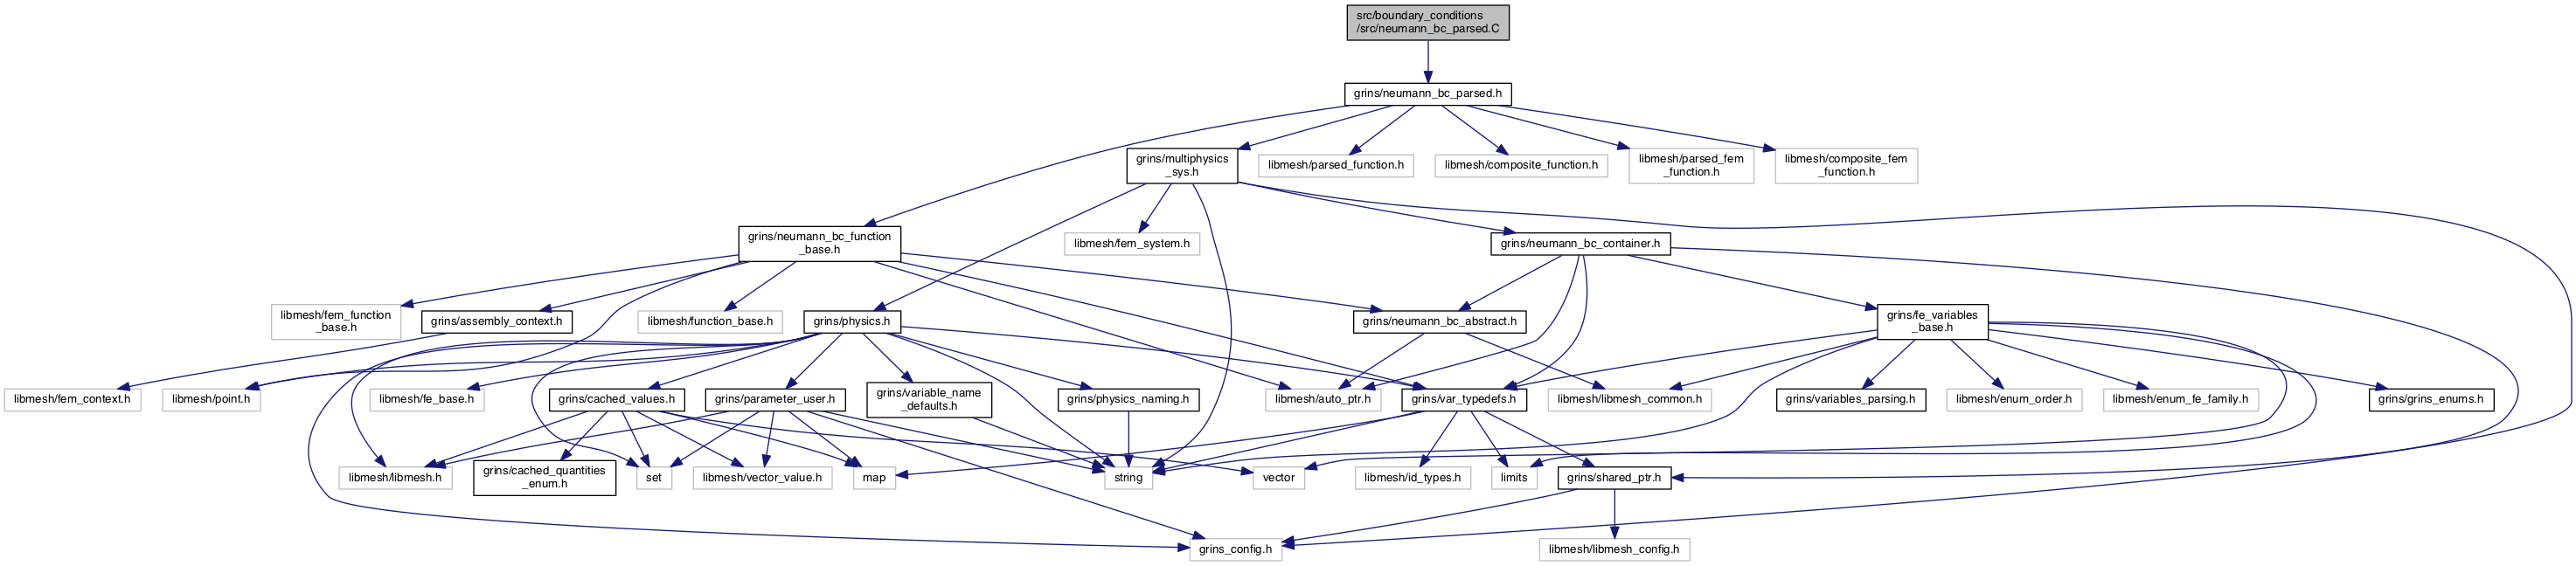 src/boundary_conditions
/src/neumann_bc_parsed.C
grins/neumann_bc_parsed.h
grins/multiphysics
_sys.h
libmesh/parsed_function.h
libmesh/composite_function.h
libmesh/parsed_fem
_function.h
libmesh/composite_fem
_function.h
grins/neumann_bc_function
_base.h
libmesh/fem_system.h
grins/neumann_bc_container.h
libmesh/fem_function
_base.h
grins/assembly_context.h
libmesh/function_base.h
grins/physics.h
grins/neumann_bc_abstract.h
grins/fe_variables
_base.h
libmesh/fem_context.h
libmesh/point.h
libmesh/fe_base.h
grins/cached_values.h
grins/parameter_user.h
grins/variable_name
_defaults.h
grins/physics_naming.h
libmesh/auto_ptr.h
grins/var_typedefs.h
libmesh/libmesh_common.h
grins/variables_parsing.h
libmesh/enum_order.h
libmesh/enum_fe_family.h
grins/grins_enums.h
libmesh/libmesh.h
grins/cached_quantities
_enum.h
set
libmesh/vector_value.h
map
string
vector
libmesh/id_types.h
limits
grins/shared_ptr.h
grins_config.h
libmesh/libmesh_config.h